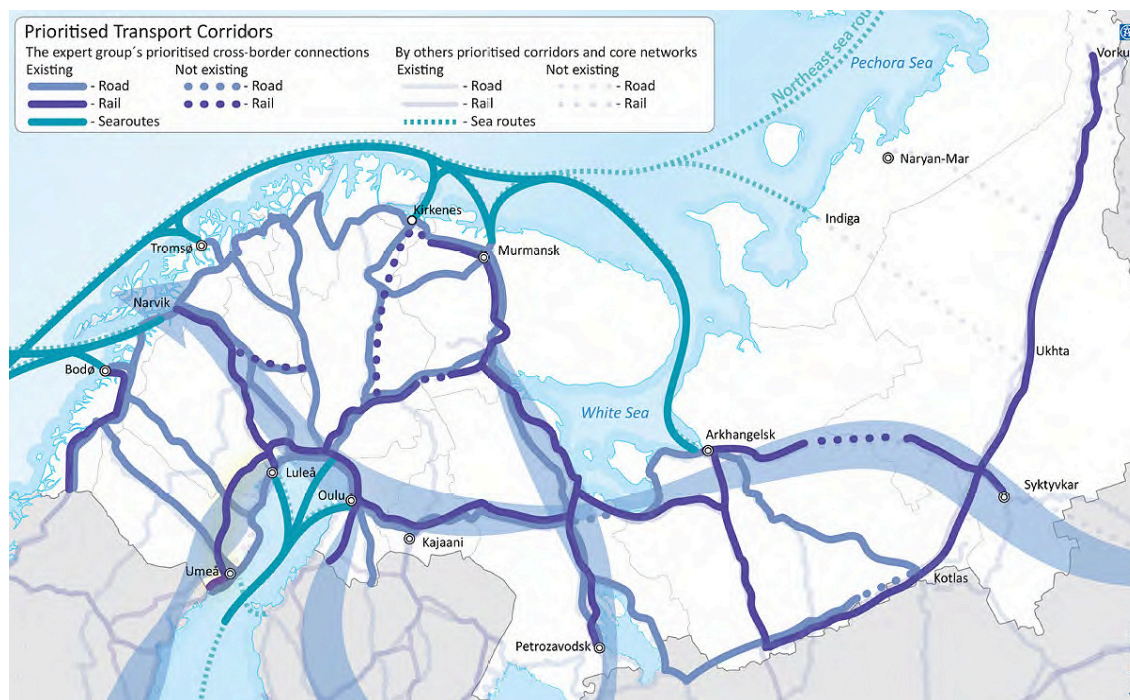 Prioritised Transport Corridors
The expert group´s prioritised cross-border connections
Existing
Not existing
- Road
- Road
- Rail
- Rail
- Searoutes
By others prioritised corridors and core networks
Existing
Not existing
- Road
- Road
- Rail
- Rail
- Sea routes
Northeast sea rou
Pechora Sea
Vorku
Naryan-Mar
Indiga
Kirkenes
Tromsø
Murmansk
Narvik
Ukhta
Bodø
White Sea
Arkhangelsk
Luleå
Oulu
Syktyvkar
Kajaani
Umeå
Kotlas
Petrozavodsk